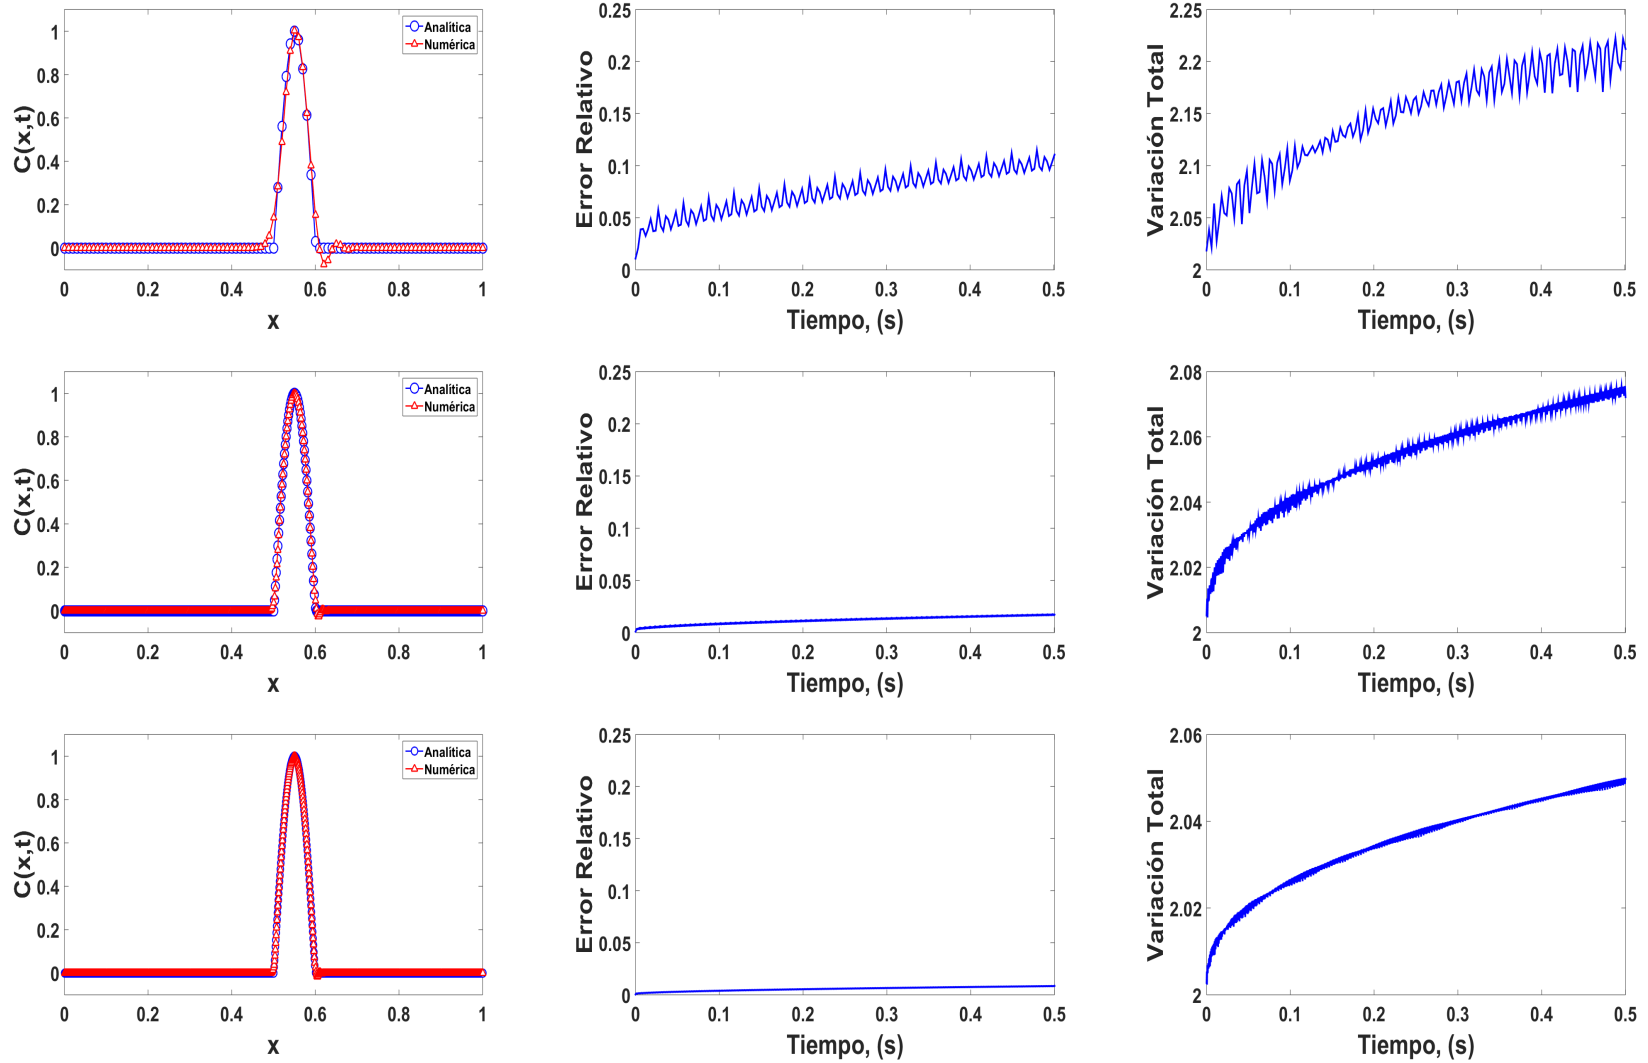 C(x,t)
1
0.8
0.6
0.4
0.2
0
0 0.2 0.4 0.6 0.8 1
x
Analítica
Numérica
Error Relativo
0.25
0.2
0.15
0.1
0.05
0
0 0.1 0.2 0.3 0.4 0.5
Tiempo, (s)
Variación Total
2.25
2.2
2.15
2.1
2.05
2
0 0.1 0.2 0.3 0.4 0.5
Tiempo, (s)
C(x,t)
1
0.8
0.6
0.4
0.2
0
0 0.2 0.4 0.6 0.8 1
x
Analítica
Numérica
Error Relativo
0.25
0.2
0.15
0.1
0.05
0
0 0.1 0.2 0.3 0.4 0.5
Tiempo, (s)
Variación Total
2.08
2.06
2.04
2.02
2
0 0.1 0.2 0.3 0.4 0.5
Tiempo, (s)
C(x,t)
1
0.8
0.6
0.4
0.2
0
0 0.2 0.4 0.6 0.8 1
x
Analítica
Numérica
Error Relativo
0.25
0.2
0.15
0.1
0.05
0
0 0.1 0.2 0.3 0.4 0.5
Tiempo, (s)
Variación Total
2.06
2.04
2.02
2
0 0.1 0.2 0.3 0.4 0.5
Tiempo, (s)